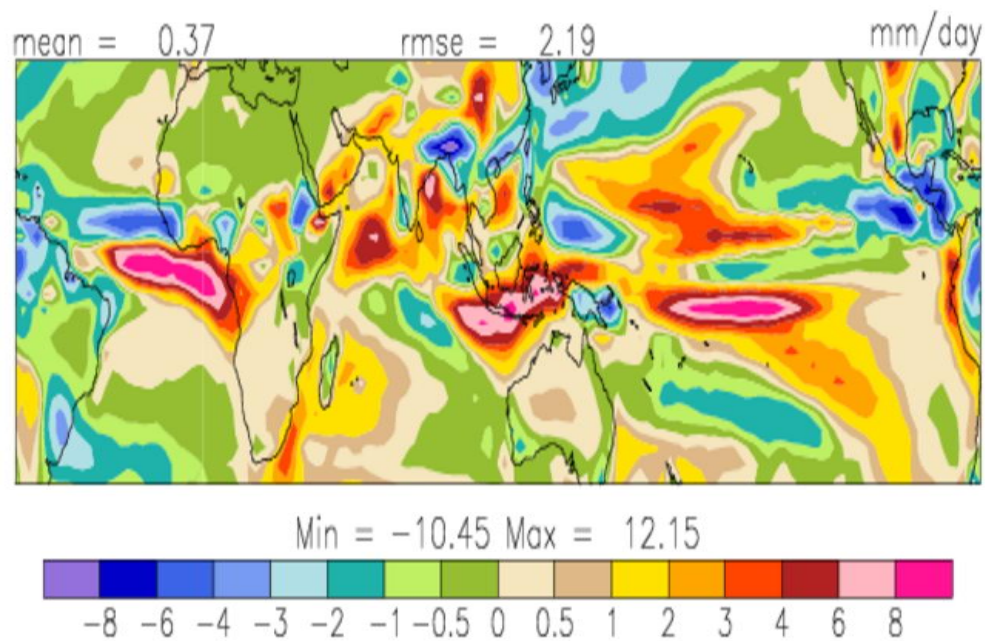 mean = 0.37 rmse = 2.19 mm/day
Min = −10.45 Max = 12.15
−8 −6 −4 −3 −2 −1 −0.5 0 0.5 1 2 3 4 6 8